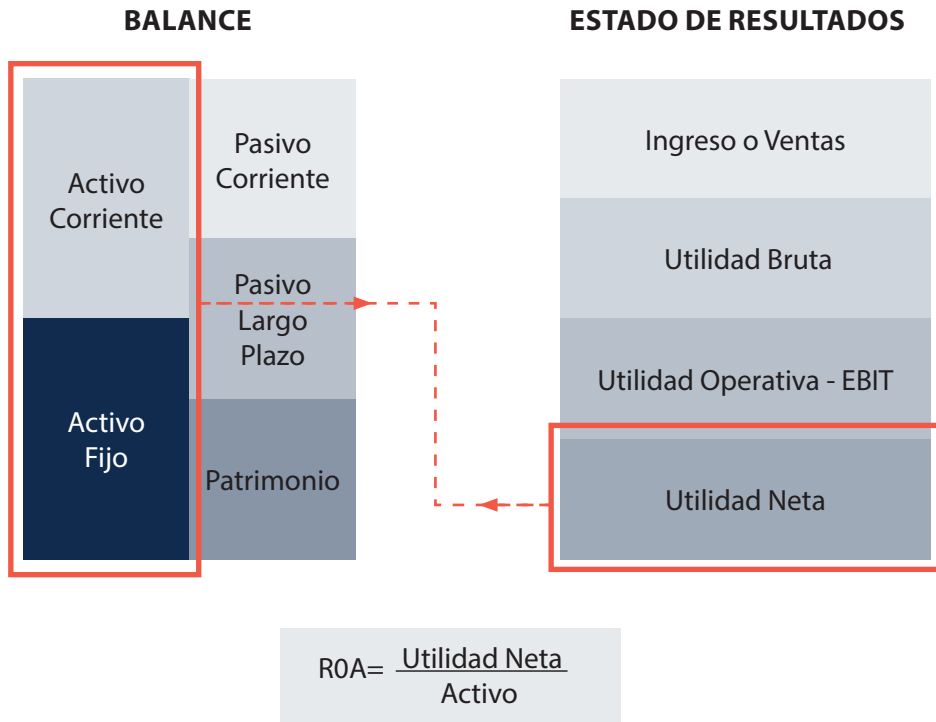 BALANCE
Activo
Corriente
Activo
Fijo
Pasivo
Corriente
Pasivo
Largo
Plazo
Patrimonio
ESTADO DE RESULTADOS
Ingreso o Ventas
Utilidad Bruta
Utilidad Operativa - EBIT
Utilidad Neta
R0A= Utilidad Neta
Activo